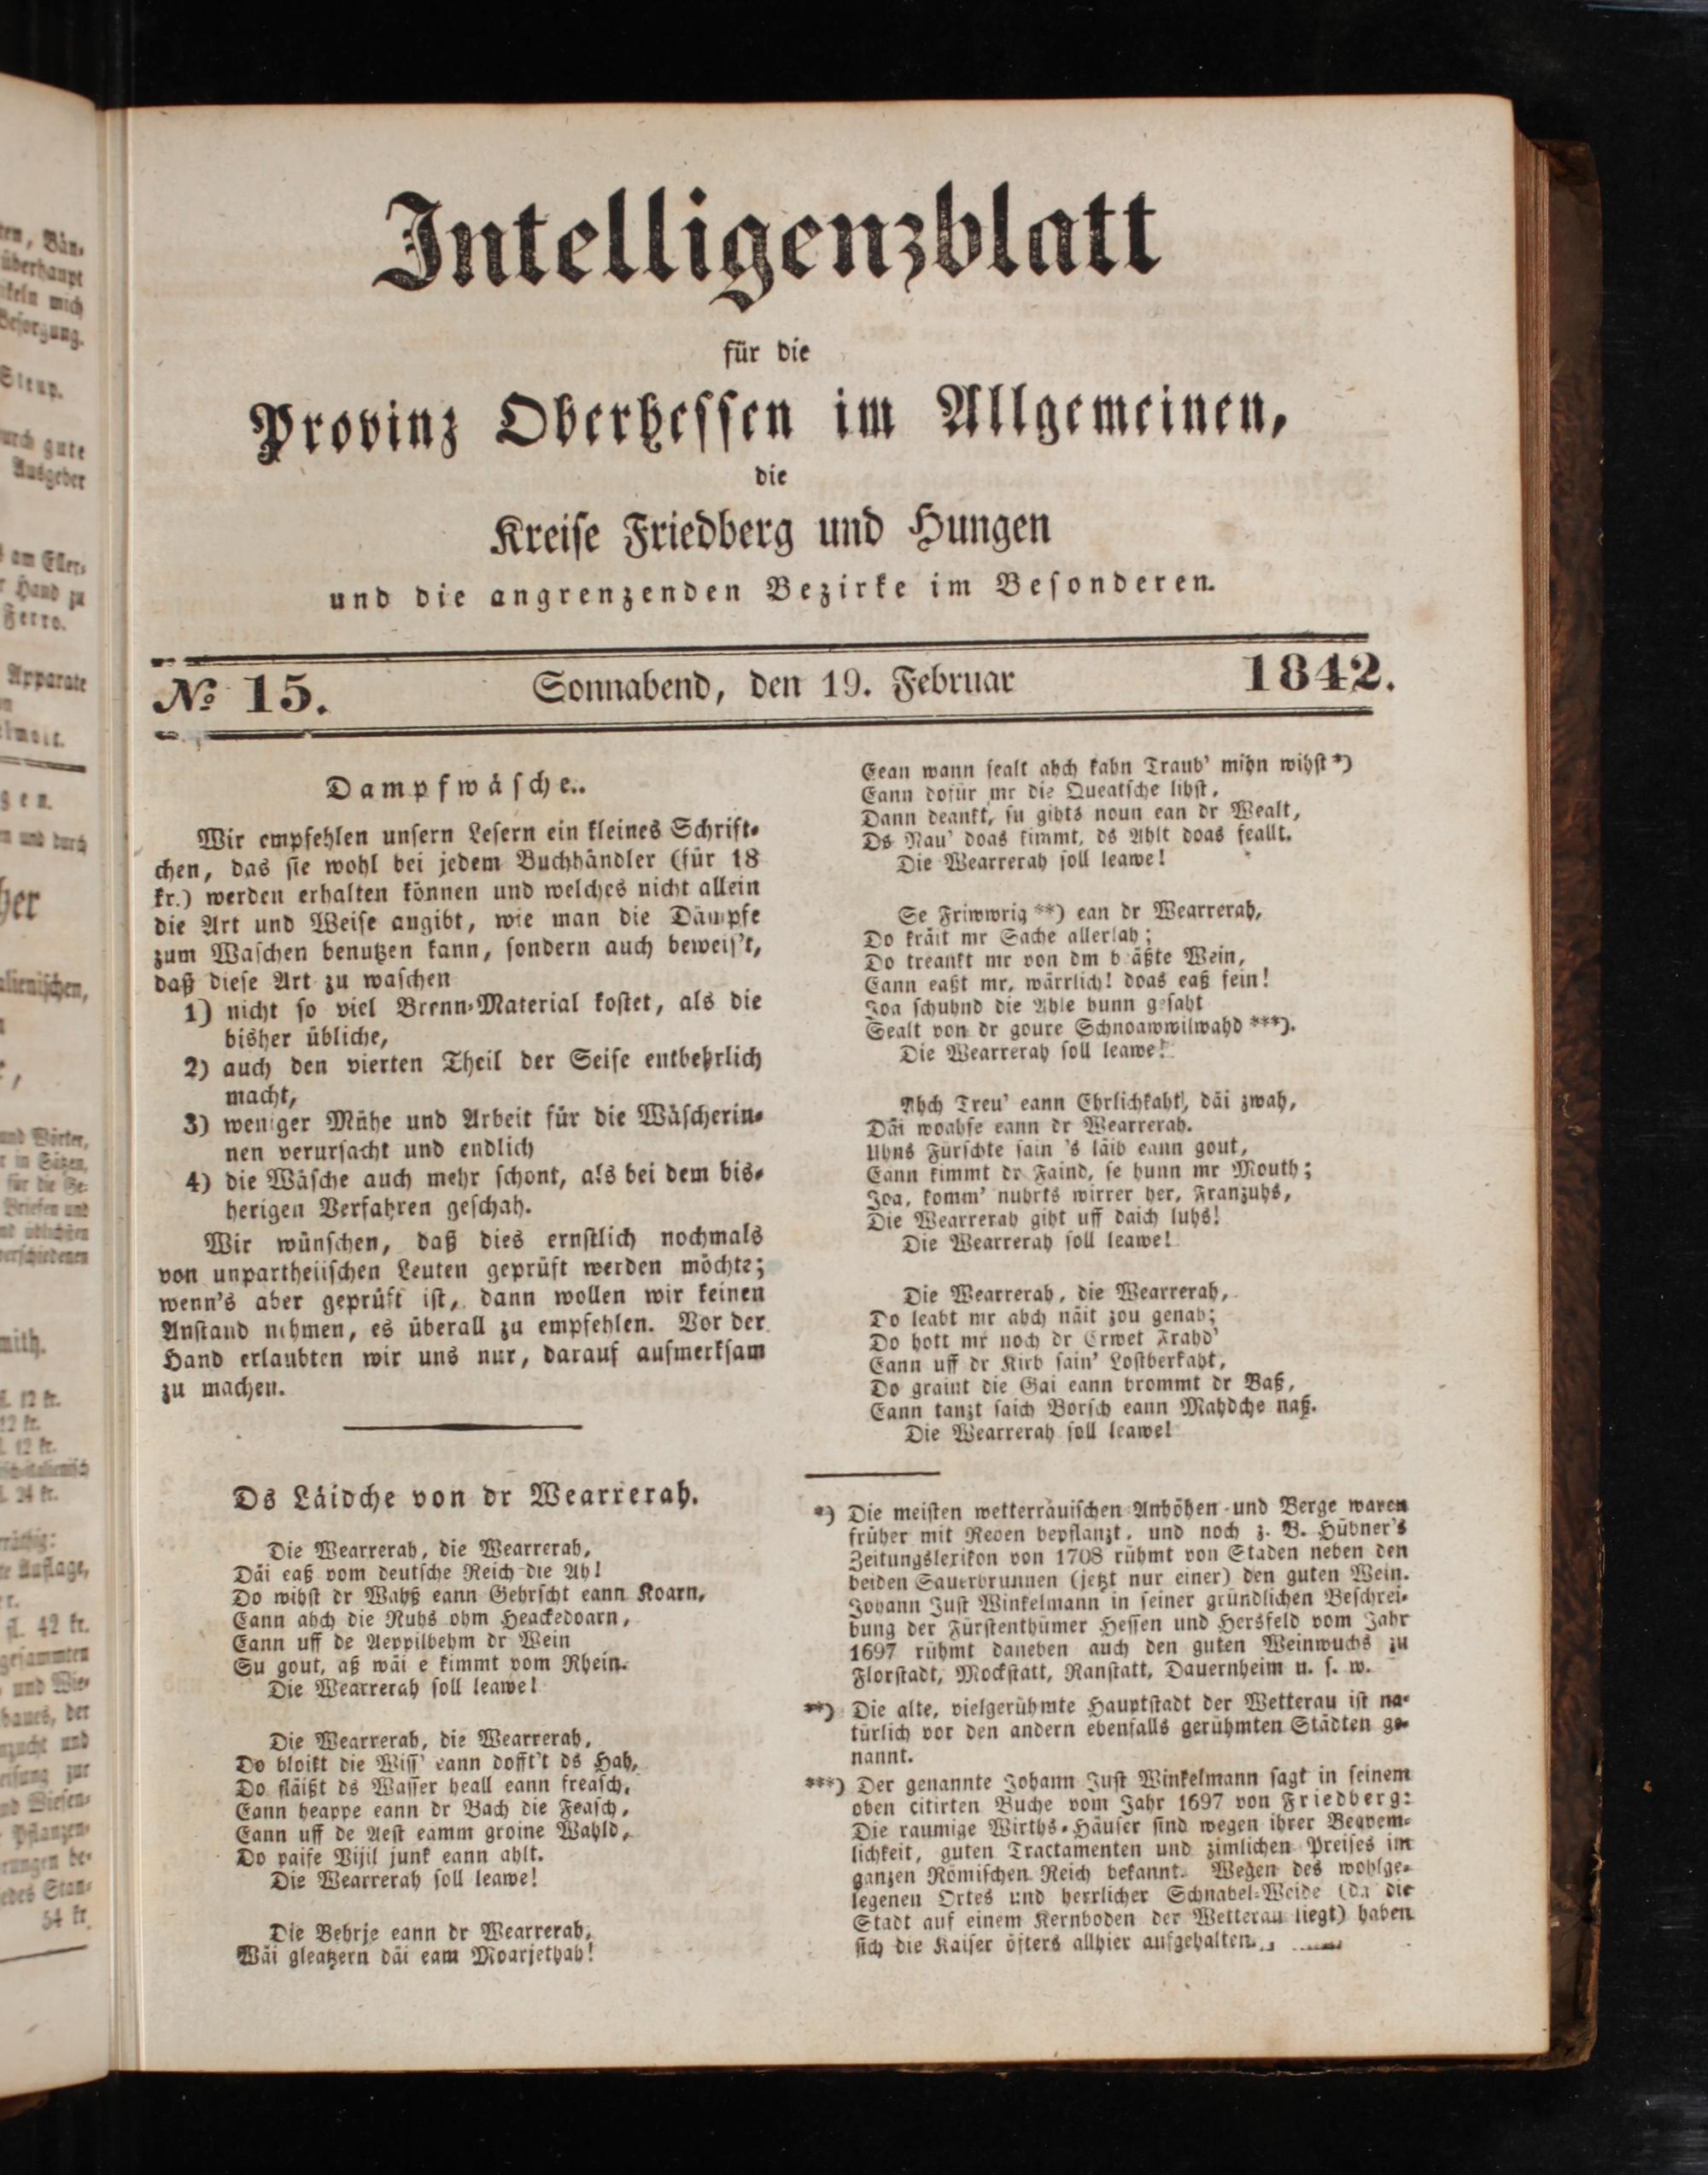 Intelligenzblatt
für die
Provinz Oberhessen im Allgemeinen,
die
Kreise Friedberg und Hungen
und die angrenzenden Bezirke im Besonderen.
№ 15. Sonnabend, den 19. Februar 1842.
Dampfwäsche.
Wir empfehlen unsern Lesern ein kleines Schrift-
chen, das sie wohl bei jedem Buchhändler (für 18
kr.) werden erhalten können und welches nicht allein
die Art und Weise angibt, wie man die Dämpfe
zum Waschen benutzen kann, sondern auch beweis't,
daß diese Art zu waschen
1) nicht so viel Brenn-Material kostet, als die
bisher übliche,
2) auch den vierten Theil der Seife entbehrlich
macht,
3) weniger Mühe und Arbeit für die Wäscherin-
nen verursacht und endlich
4) die Wäsche auch mehr schont, als bei dem bis-
herigen Verfahren geschah.
Wir wünschen, daß dies ernstlich nochmals
von unpartheiischen Leuten geprüft werden möchte;
wenn's aber geprüft ist, dann wollen wir keinen
Anstand nehmen, es überall zu empfehlen. Vor der
Hand erlaubten wir uns nur, darauf aufmerksam
zu machen.
Ds Läidche von dr Wearrerah.
Die Wearrerah, die Wearrerah,
Däi eaß vom deutsche Reich die Ah!
Do wihst dr Wahß eann Gehrscht eann Koarn,
Eann ahch die Ruhs ohm Heackedoarn,
Eann uff de Aeppilbehm dr Wein
Su gout, aß wäi e kimmt vom Rhein.
Die Wearrerah soll leawe!
Die Wearrerah, die Wearrerah,
Do bloikt die Wiss' eann dofft't ds Hah,
Do fläißt ds Wasser heall eann freasch,
Eann heappe eann dr Bach die Feasch,
Eann uff de Aest eamm groine Wahld,
Do paife Vijil junk eann ahlt.
Die Wearrerah soll leawe!
Die Behrje eann dr Wearrerah,
Wäi gleatzern däi eam Moarjethah!
Eean wann sealt ahch kahn Traub' mihn wihst*)
Eann dofür mr die Queatsche lihst,
Dann deankt, su gihts noun ean dr Wealt,
Ds Nau' doas kimmt, ds Ahlt doas feallt.
Die Wearrerah soll leawe!
Se Friwwrig **) ean dr Wearrerah,
Do kräit mr Sache allerlah;
Do treankt mr von dm bäßte Wein,
Eann eaßt mr, wärrlich! doas eaß fein!
Joa schuhnd die Ahle hunn gesaht
Sealt von dr goure Schnoawwilwahd ***).
Die Wearrerah soll leawe!
Ahch Treu' eann Ehrlichkaht, däi zwah,
Däi woahse eann dr Wearrerah.
Uhns Fürschte sain 's läib eann gout,
Eann kimmt dr Faind, se hunn mr Mouth;
Joa, komm' nuhrts wirrer her, Franzuhs,
Die Wearrerah giht uff daich luhs!
Die Wearrerah soll leawe!
Die Wearrerah, die Wearrerah,
Do leabt mr ahch näit zou genah;
Do hott mr noch dr Erwet Frahd'
Eann uff dr Kirb sain' Lostberkaht,
Do graint die Gai eann brommt dr Baß,
Eann tanzt saich Borsch eann Mahdche naß.
Die Wearrerah soll leawe!
*) Die meisten wetterräuischen Anhöhen und Berge waren
früher mit Reben bepflanzt, und noch z. B. Hübner's
Zeitungslexikon von 1708 rühmt von Staden neben den
beiden Sauerbrunnen (jetzt nur einer) den guten Wein.
Johann Just Winkelmann in seiner gründlichen Beschrei-
bung der Fürstenthümer Hessen und Hersfeld vom Jahr
1697 rühmt daneben auch den guten Weinwuchs zu
Florstadt, Mockstatt, Ranstatt, Dauernheim u. s. w.
**) Die alte, vielgerühmte Hauptstadt der Wetterau ist na-
türlich vor den andern ebenfalls gerühmten Städten ge-
nannt.
***) Der genannte Johann Just Winkelmann sagt in seinem
oben citirten Buche vom Jahr 1697 von Friedberg:
Die raumige Wirths-Häuser sind wegen ihrer Beqvem-
lichkeit, guten Tractamenten und zimlichen Preises im
ganzen Römischen Reich bekannt. Wegen des wohlge-
legenen Ortes und herrlicher Schnabel-Weide (da die
Stadt auf einem Kernboden der Wetterau liegt) haben
sich die Kaiser öfters allhier aufgehalten.